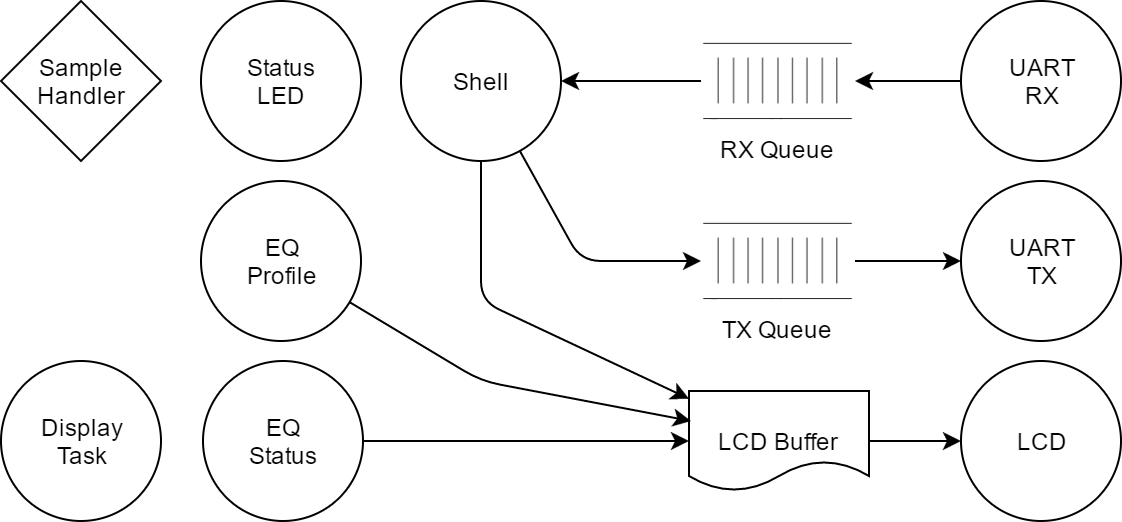 Sample
Handler
Status
LED
Shell
UART
RX
RX Queue
EQ
Profile
UART
TX
TX Queue
Display
Task
EQ
Status
LCD Buffer
LCD